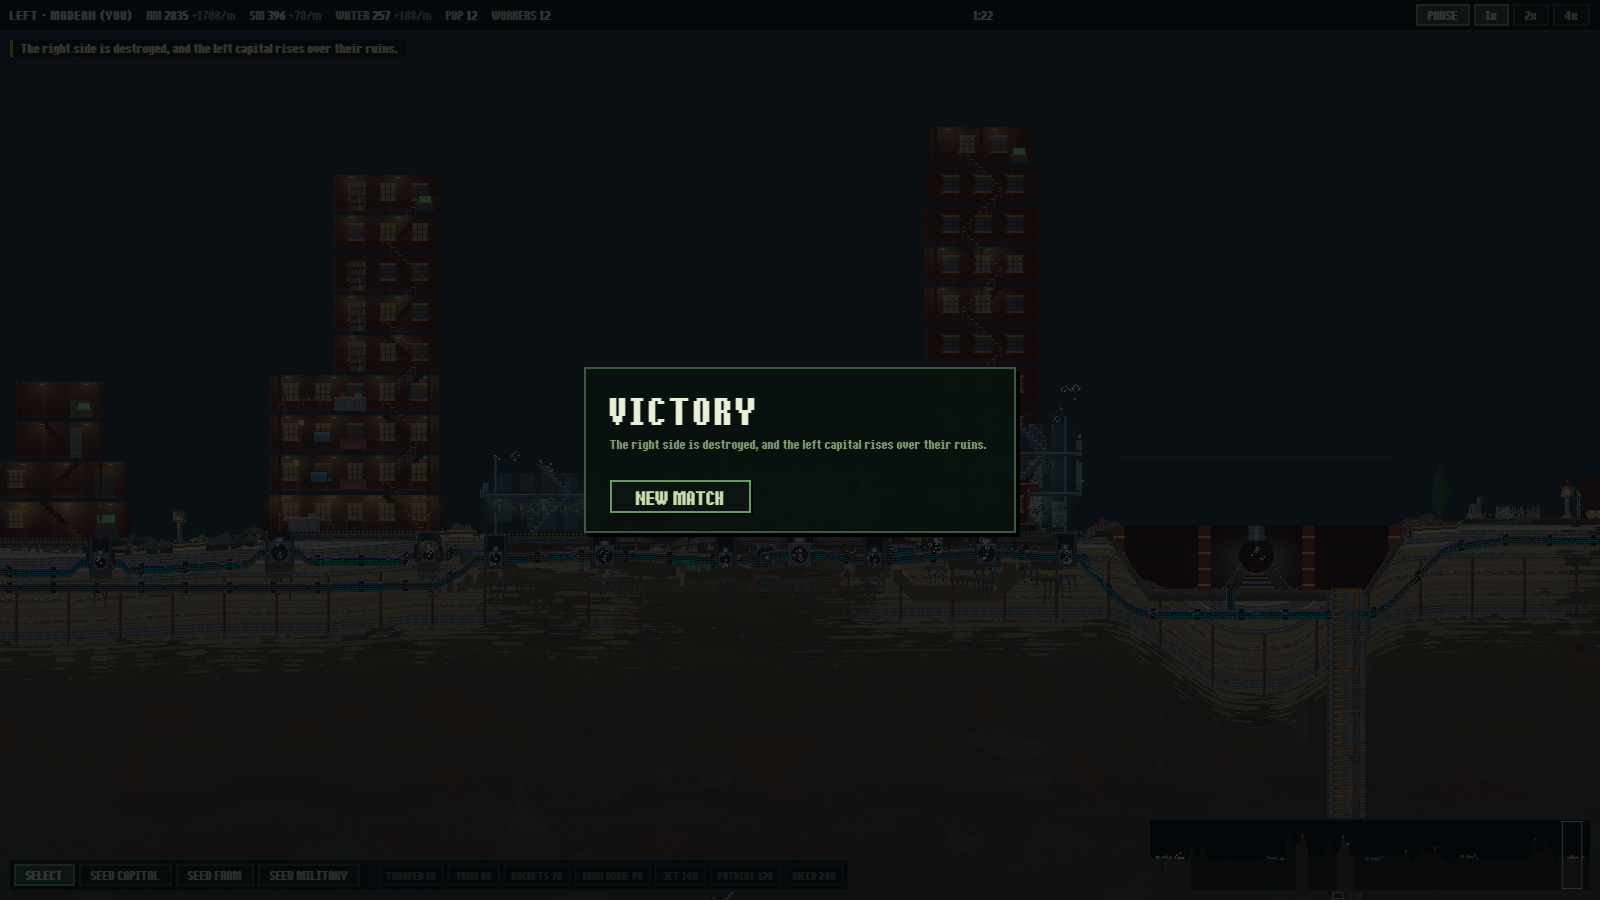 LEFT · MODERN (YOU) HM 2835 +1708/m SM 396 +70/m WATER 257 +188/m POP 12 WORKERS 12 1:22 PAUSE 1x 2x 4x
The right side is destroyed, and the left capital rises over their ruins.
VICTORY
The right side is destroyed, and the left capital rises over their ruins.
NEW MATCH
SELECT SEED CAPITAL SEED FARM SEED MILITARY TROOPER 10 TANK 60 ROCKETS 70 IRON DOME 90 JET 140 PATRIOT 120 MECH 240